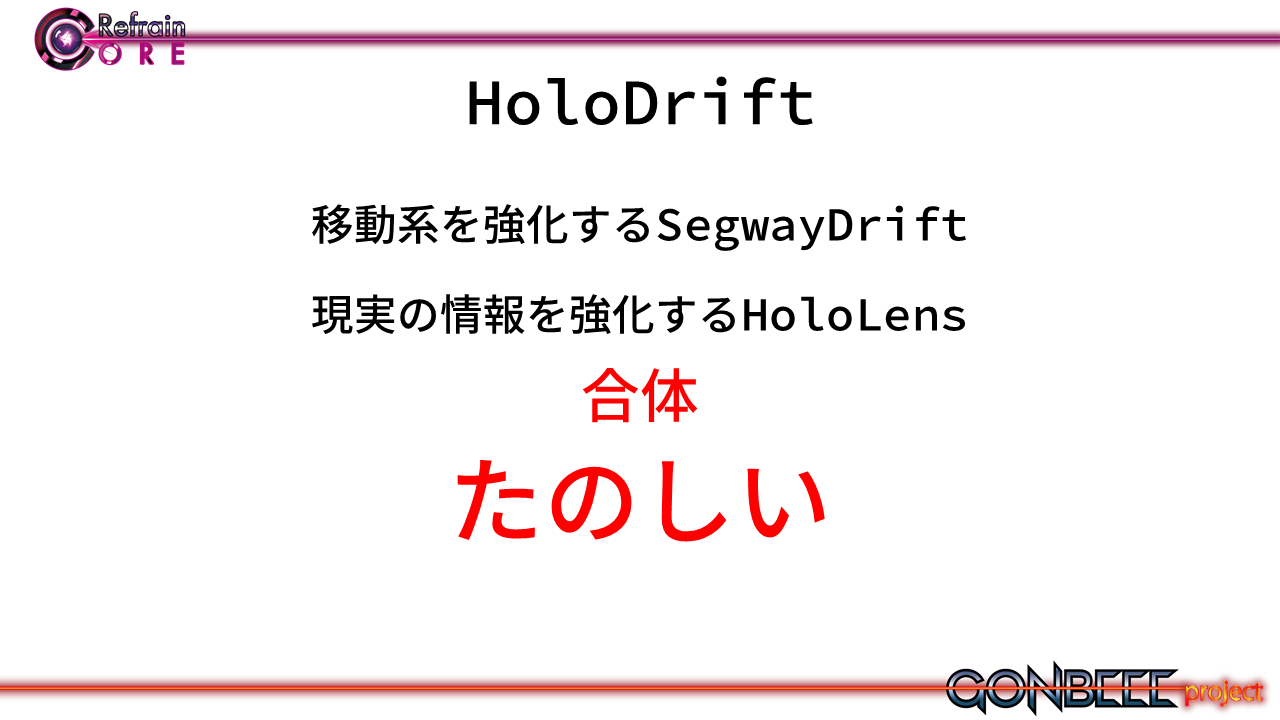 Refrain
CORE
HoloDrift
移動系を強化するSegwayDrift
現実の情報を強化するHoloLens
合体
たのしい
GONBEEE project